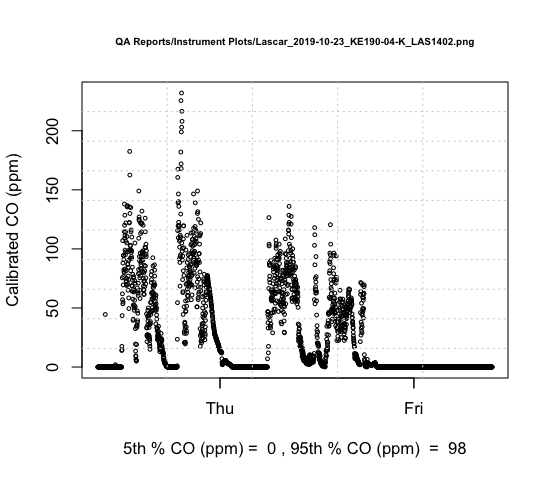 QA Reports/Instrument Plots/Lascar_2019-10-23_KE190-04-K_LAS1402.png
Calibrated CO (ppm)
200
150
100
50
0
Thu Fri
5th % CO (ppm) = 0 , 95th % CO (ppm) = 98